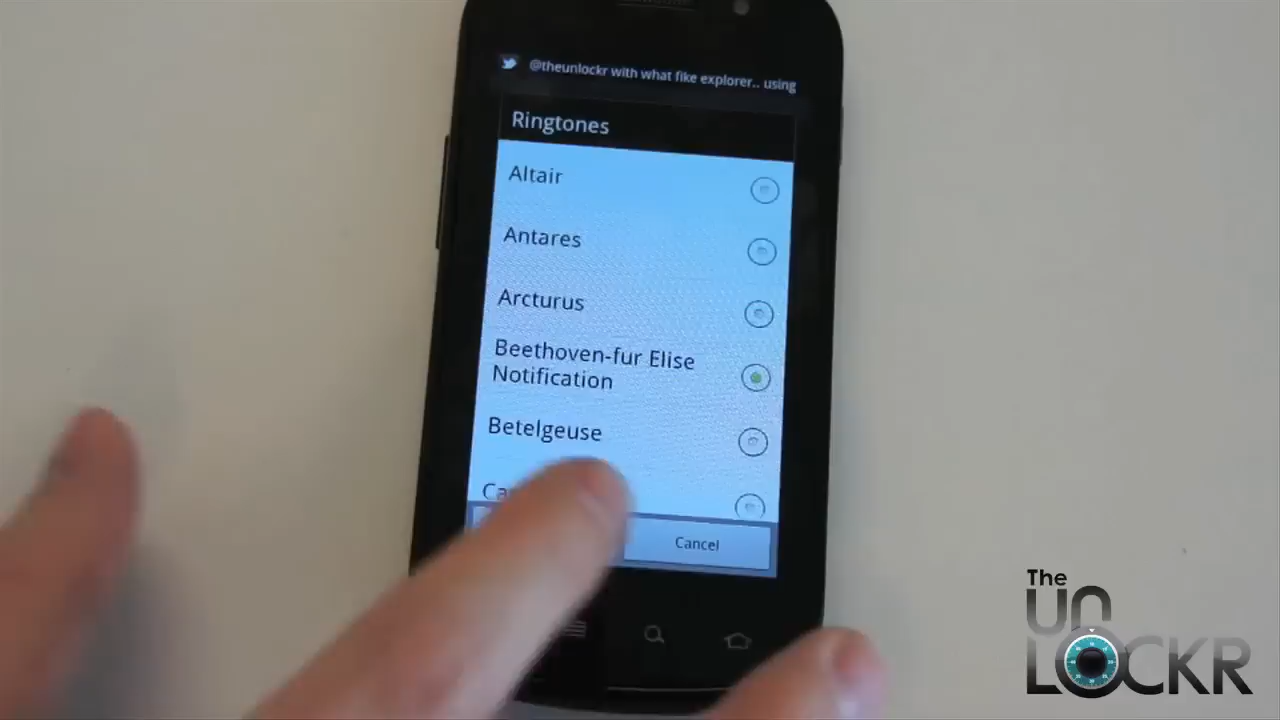 @theunlockr with what fike explorer.. using
Ringtones
Altair
Antares
Arcturus
Beethoven-fur Elise
Notification
Betelgeuse
Cancel
The
UN
LOCKR